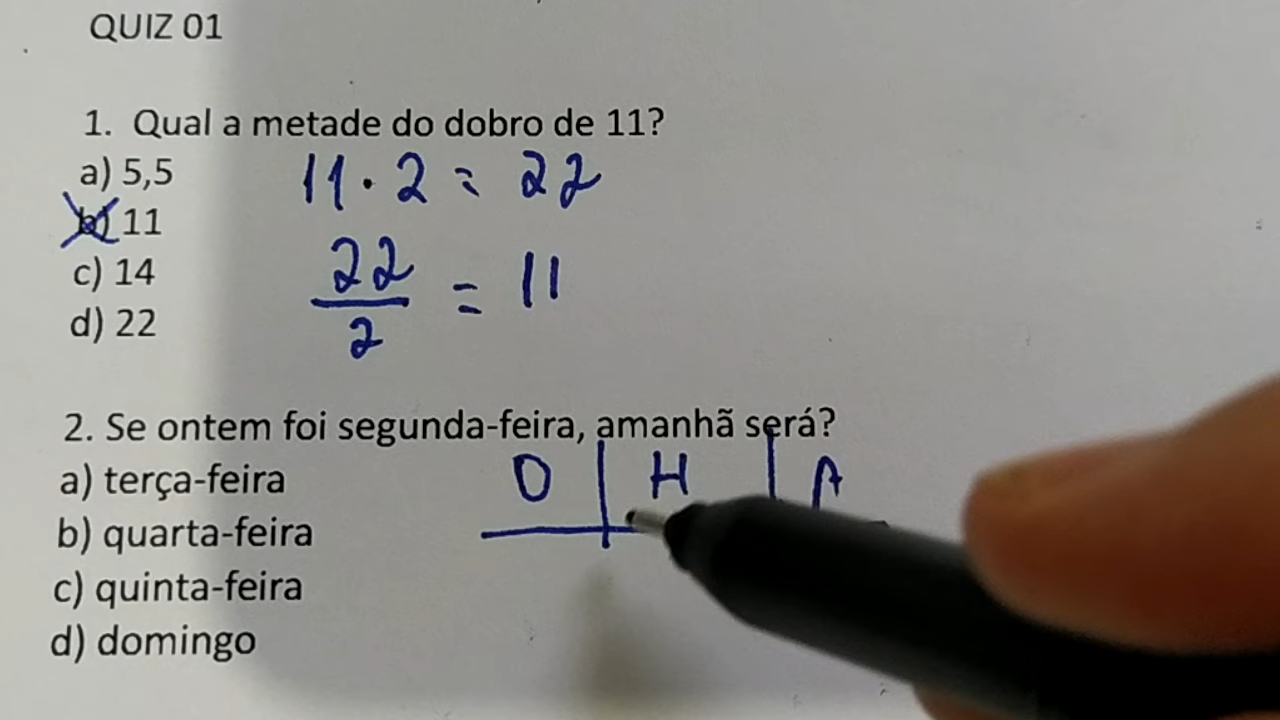 QUIZ 01
1. Qual a metade do dobro de 11?
a) 5,5
11 · 2 = 22
b) 11
22/2 = 11
c) 14
d) 22
2. Se ontem foi segunda-feira, amanhã será?
a) terça-feira
O | H | A
b) quarta-feira
c) quinta-feira
d) domingo